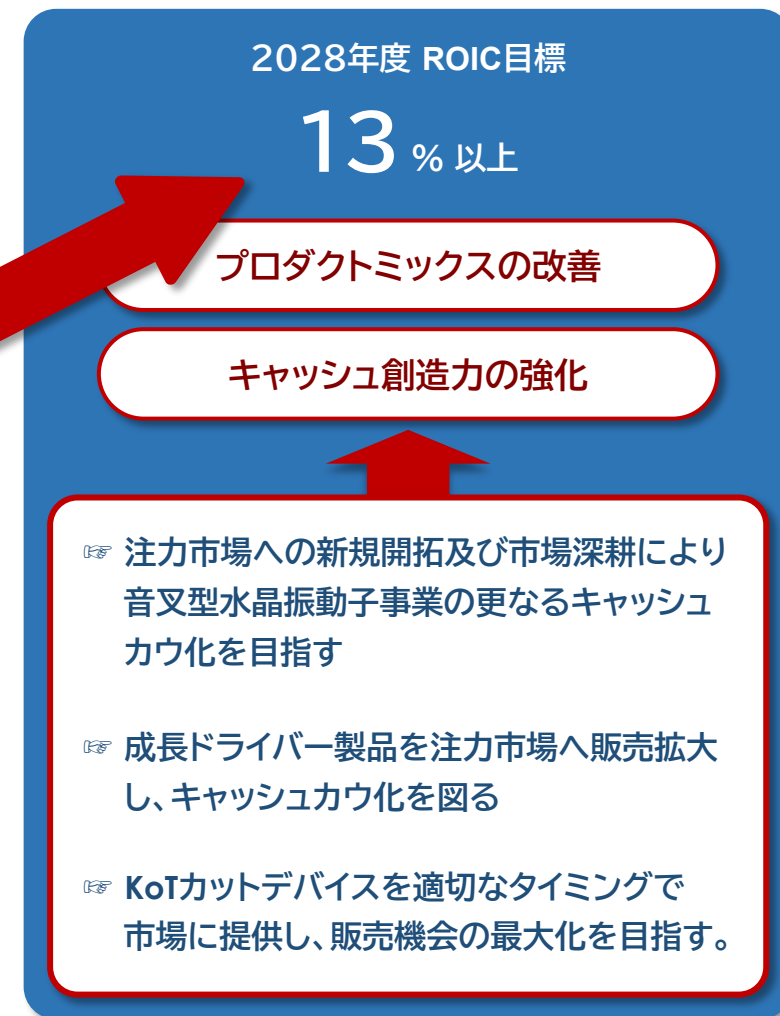 2028年度 ROIC目標
13 % 以上
プロダクトミックスの改善
キャッシュ創造力の強化
☞ 注力市場への新規開拓及び市場深耕により
音叉型水晶振動子事業の更なるキャッシュ
カウ化を目指す
☞ 成長ドライバー製品を注力市場へ販売拡大
し、キャッシュカウ化を図る
☞ KoTカットデバイスを適切なタイミングで
市場に提供し、販売機会の最大化を目指す。